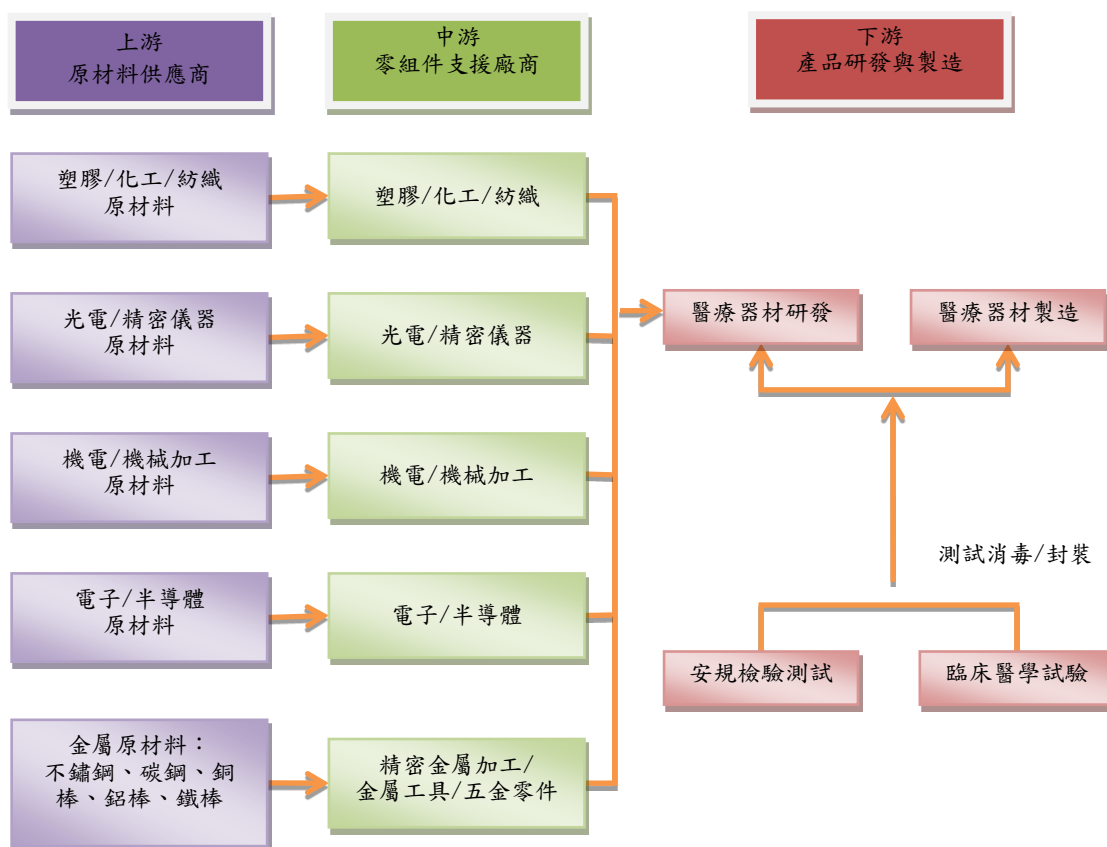 上游
原材料供應商
中游
零組件支援廠商
下游
產品研發與製造
塑膠/化工/紡織
原材料
塑膠/化工/紡織
光電/精密儀器
原材料
光電/精密儀器
醫療器材研發
醫療器材製造
機電/機械加工
原材料
機電/機械加工
測試消毒/封裝
電子/半導體
原材料
電子/半導體
安規檢驗測試
臨床醫學試驗
金屬原材料：
不鏽鋼、碳鋼、銅
棒、鋁棒、鐵棒
精密金屬加工/
金屬工具/五金零件